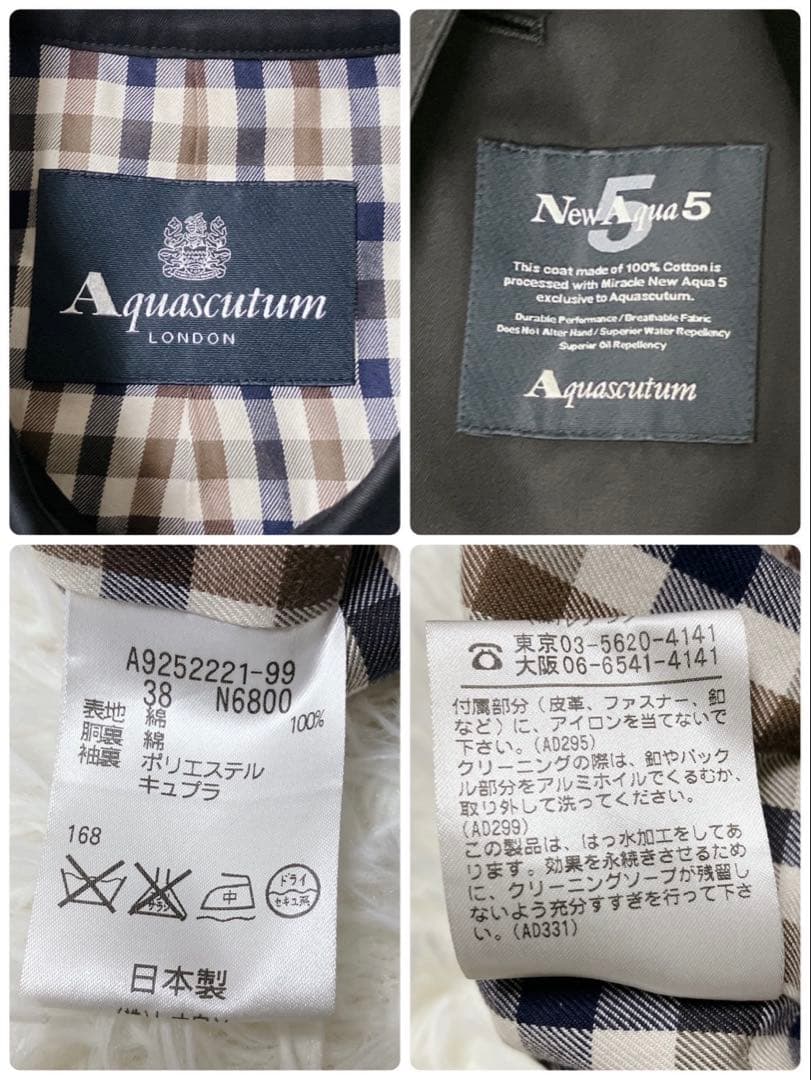 Aquascutum
LONDON
5
New Aqua 5
This coat made of 100% Cotton is
processed with Miracle New Aqua 5
exclusive to Aquascutum.
Durable Performance/Breathable Fabric
Does Not Alter Hand/Superior Water Repellency
Superior Oil Repellency
Aquascutum
A9252221-99
38 N6800
表地 綿 100%
胴裏 綿
袖裏 ポリエステル
キュプラ
168
サラシ
中
ドライ
セキユ系
日本製
東京03-5620-4141
大阪06-6541-4141
付属部分（皮革、ファスナー、釦
など）に、アイロンを当てないで
下さい。(AD295)
クリーニングの際は、釦やバック
ル部分をアルミホイルでくるむか、
取り外して洗ってください。
(AD299)
この製品は、はっ水加工をしてあ
ります。効果を永続きさせるため
に、クリーニングソープが残留し
ないよう充分すすぎを行って下さ
い。(AD331)